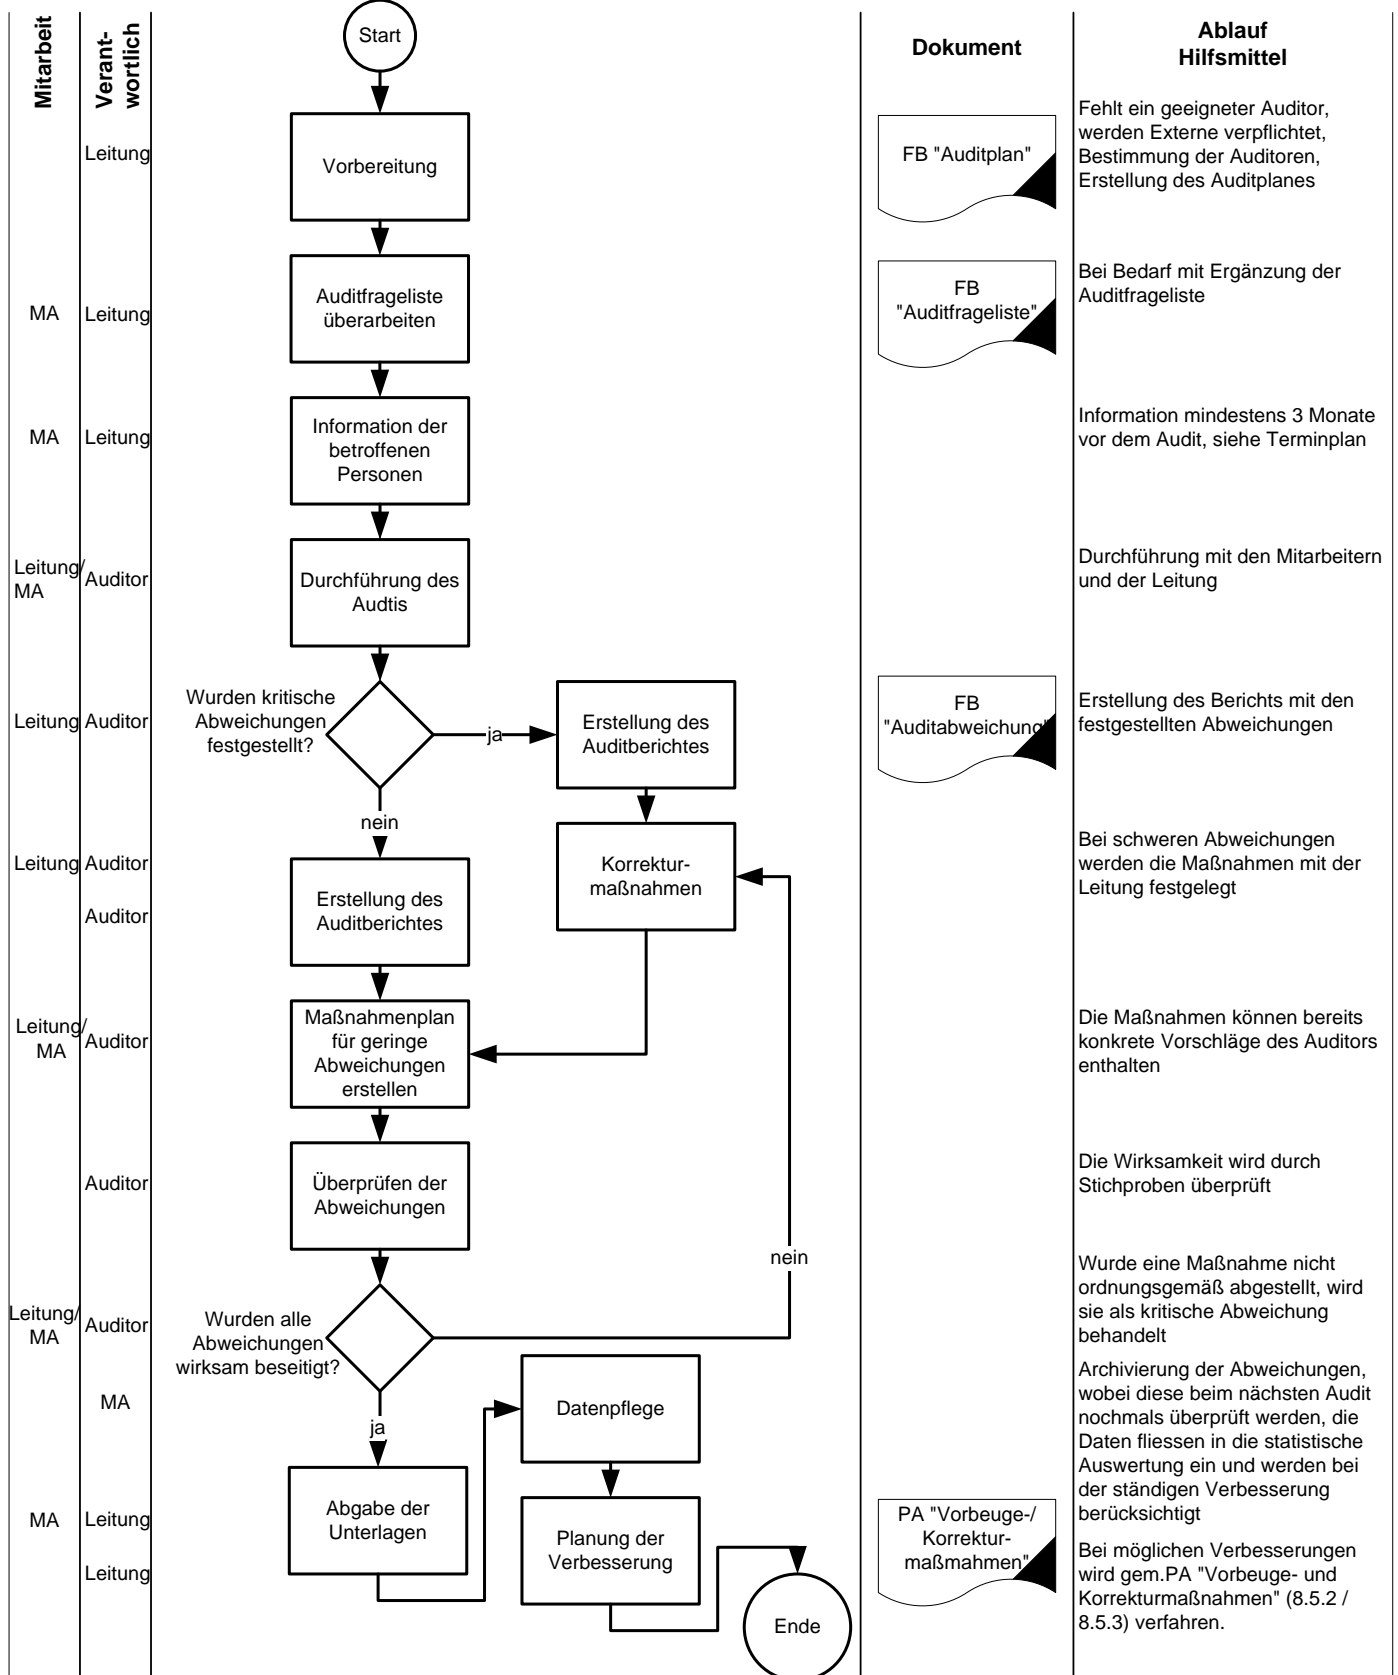 Mitarbeit
Verant-
wortlich
Start
Dokument
Ablauf
Hilfsmittel
Leitung
Vorbereitung
FB "Auditplan"
Fehlt ein geeigneter Auditor,
werden Externe verpflichtet,
Bestimmung der Auditoren,
Erstellung des Auditplanes
MA
Leitung
Auditfrageliste
überarbeiten
FB
"Auditfrageliste"
Bei Bedarf mit Ergänzung der
Auditfrageliste
MA
Leitung
Information der
betroffenen
Personen
Information mindestens 3 Monate
vor dem Audit, siehe Terminplan
Leitung/
MA
Auditor
Durchführung des
Audtis
Durchführung mit den Mitarbeitern
und der Leitung
Leitung
Auditor
Wurden kritische
Abweichungen
festgestellt?
ja
Erstellung des
Auditberichtes
FB
"Auditabweichung"
Erstellung des Berichts mit den
festgestellten Abweichungen
nein
Leitung
Auditor
Korrektur-
maßnahmen
Bei schweren Abweichungen
werden die Maßnahmen mit der
Leitung festgelegt
Auditor
Erstellung des
Auditberichtes
Leitung/
MA
Auditor
Maßnahmenplan
für geringe
Abweichungen
erstellen
Die Maßnahmen können bereits
konkrete Vorschläge des Auditors
enthalten
Auditor
Überprüfen der
Abweichungen
Die Wirksamkeit wird durch
Stichproben überprüft
nein
Leitung/
MA
Auditor
Wurden alle
Abweichungen
wirksam beseitigt?
Wurde eine Maßnahme nicht
ordnungsgemäß abgestellt, wird
sie als kritische Abweichung
behandelt
MA
ja
Datenpflege
Archivierung der Abweichungen,
wobei diese beim nächsten Audit
nochmals überprüft werden, die
Daten fliessen in die statistische
Auswertung ein und werden bei
der ständigen Verbesserung
berücksichtigt
MA
Leitung
Abgabe der
Unterlagen
Leitung
Planung der
Verbesserung
Ende
PA "Vorbeuge-/
Korrektur-
maßmahmen"
Bei möglichen Verbesserungen
wird gem.PA "Vorbeuge- und
Korrekturmaßnahmen" (8.5.2 /
8.5.3) verfahren.